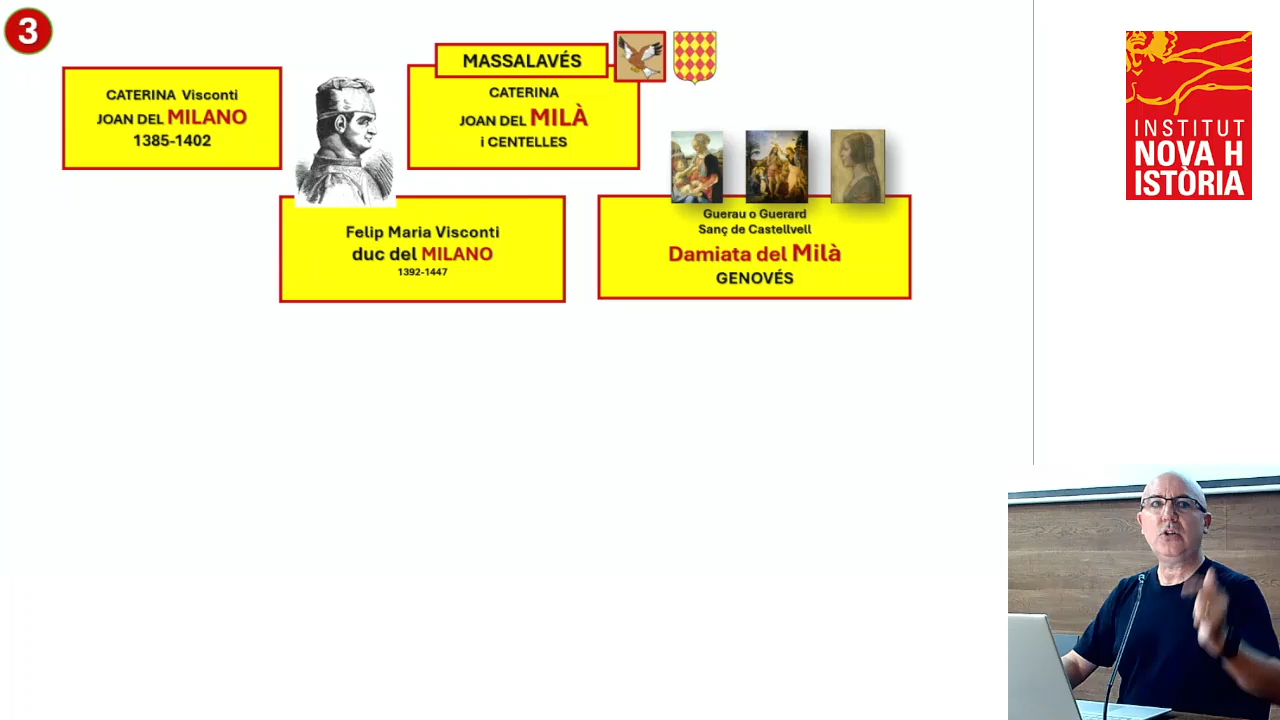 3
CATERINA Visconti
JOAN DEL MILANO
1385-1402
MASSALAVÉS
CATERINA
JOAN DEL MILÀ
i CENTELLES
Felip Maria Visconti
duc del MILANO
1392-1447
Guerau o Guerard
Sanç de Castellvell
Damiata del Milà
GENOVÉS
INSTITUT
NOVA H
ISTÒRIA